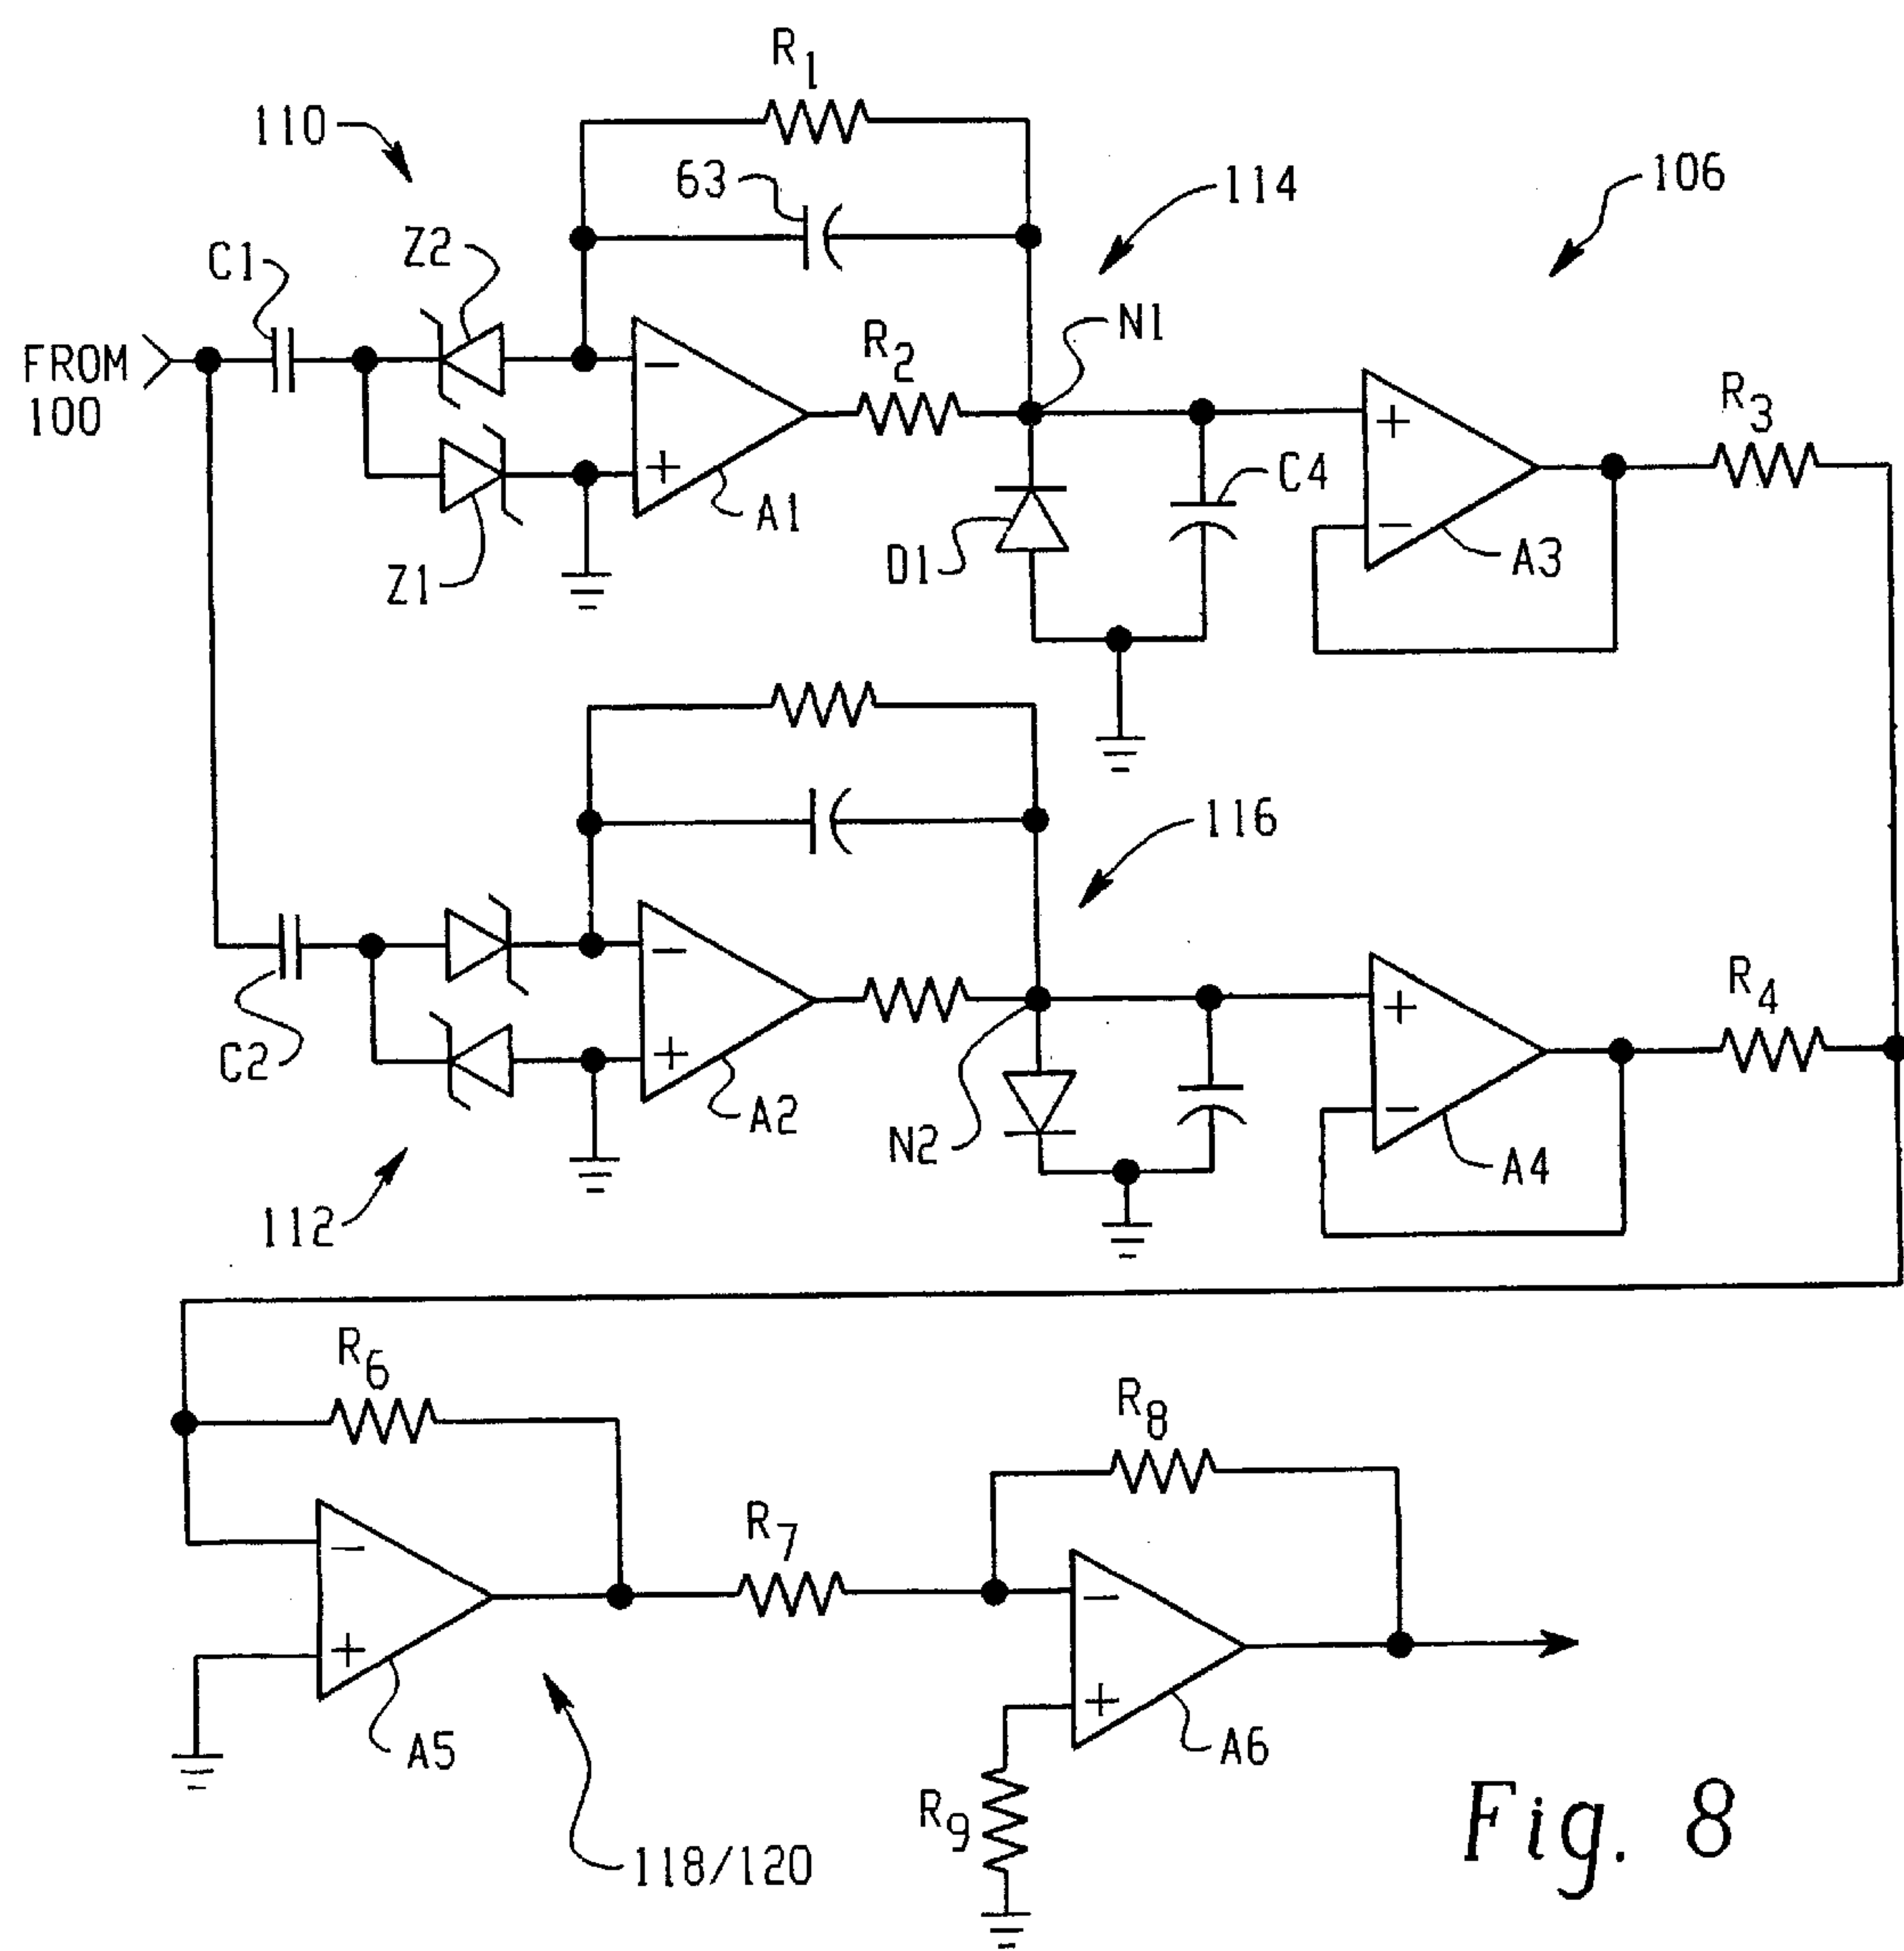 R1
110
63
114
106
C1
Z2
N1
FROM
100
R2
R3
−
+
+
−
A1
Z1
D1
C4
A3
116
R4
−
+
+
−
C2
A2
N2
A4
112
R6
R8
R7
−
+
−
+
A5
A6
R9
118/120
Fig. 8